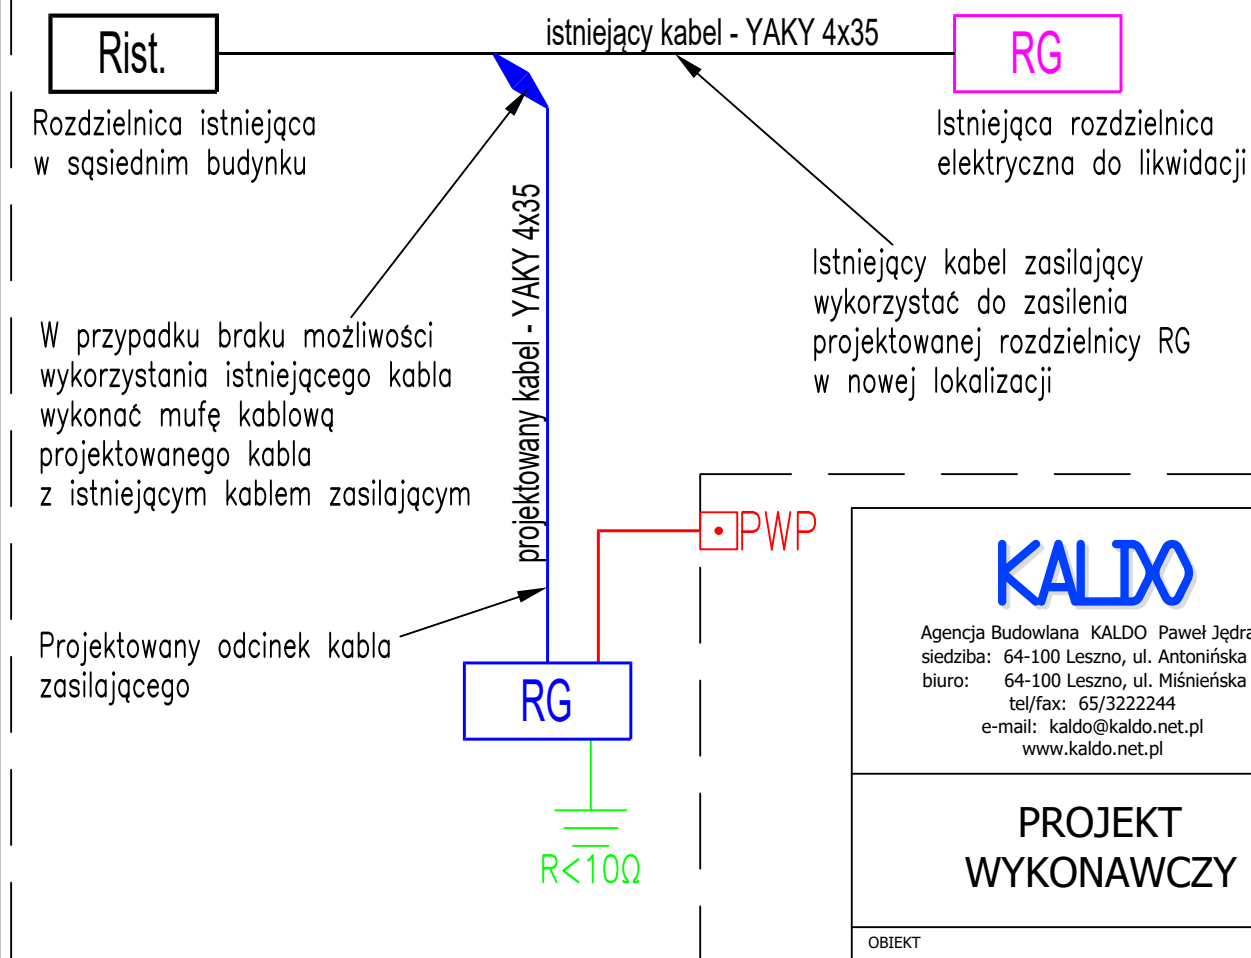 Rist.
istniejący kabel - YAKY 4x35
RG
Rozdzielnica istniejąca
w sąsiednim budynku
Istniejąca rozdzielnica
elektryczna do likwidacji
projektowany kabel - YAKY 4x35
Istniejący kabel zasilający
wykorzystać do zasilenia
projektowanej rozdzielnicy RG
w nowej lokalizacji
W przypadku braku możliwości
wykorzystania istniejącego kabla
wykonać mufę kablową
projektowanego kabla
z istniejącym kablem zasilającym
PWP
Projektowany odcinek kabla
zasilającego
RG
R<10Ω
KALDO
Agencja Budowlana KALDO Paweł Jędra
siedziba: 64-100 Leszno, ul. Antonińska
biuro: 64-100 Leszno, ul. Miśnieńska
tel/fax: 65/3222244
e-mail: kaldo@kaldo.net.pl
www.kaldo.net.pl
PROJEKT
WYKONAWCZY
OBIEKT